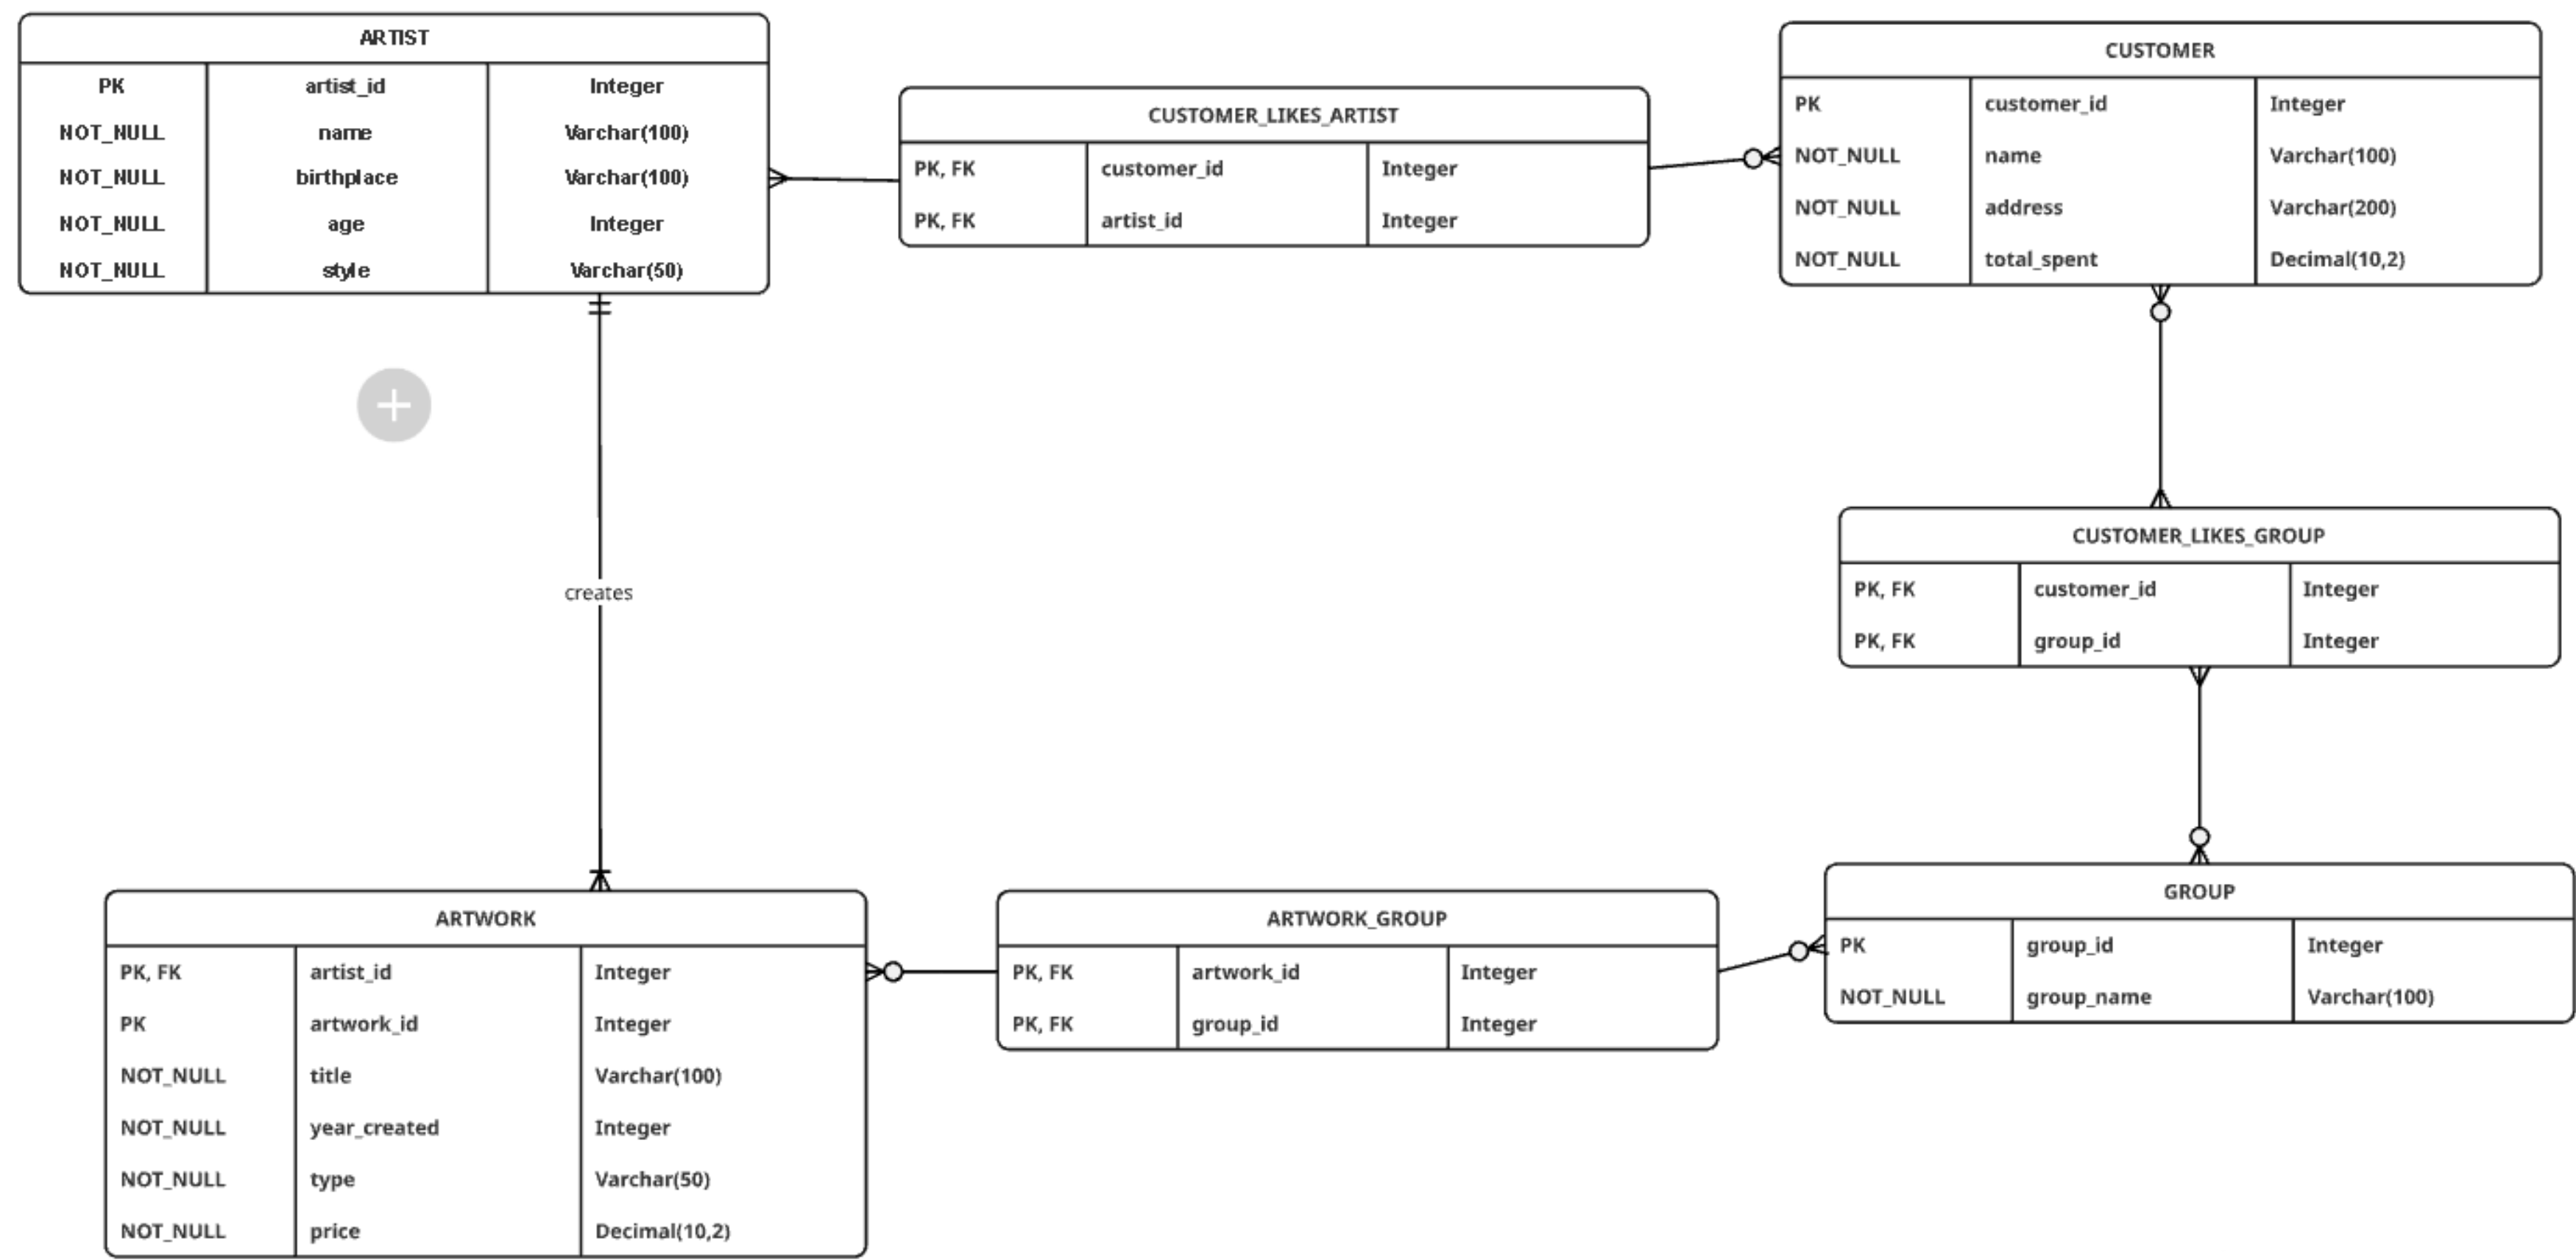 ARTIST
PK artist_id Integer
NOT_NULL name Varchar(100)
NOT_NULL birthplace Varchar(100)
NOT_NULL age Integer
NOT_NULL style Varchar(50)
CUSTOMER_LIKES_ARTIST
PK, FK customer_id Integer
PK, FK artist_id Integer
CUSTOMER
PK customer_id Integer
NOT_NULL name Varchar(100)
NOT_NULL address Varchar(200)
NOT_NULL total_spent Decimal(10,2)
creates
CUSTOMER_LIKES_GROUP
PK, FK customer_id Integer
PK, FK group_id Integer
ARTWORK
PK, FK artist_id Integer
PK artwork_id Integer
NOT_NULL title Varchar(100)
NOT_NULL year_created Integer
NOT_NULL type Varchar(50)
NOT_NULL price Decimal(10,2)
ARTWORK_GROUP
PK, FK artwork_id Integer
PK, FK group_id Integer
GROUP
PK group_id Integer
NOT_NULL group_name Varchar(100)